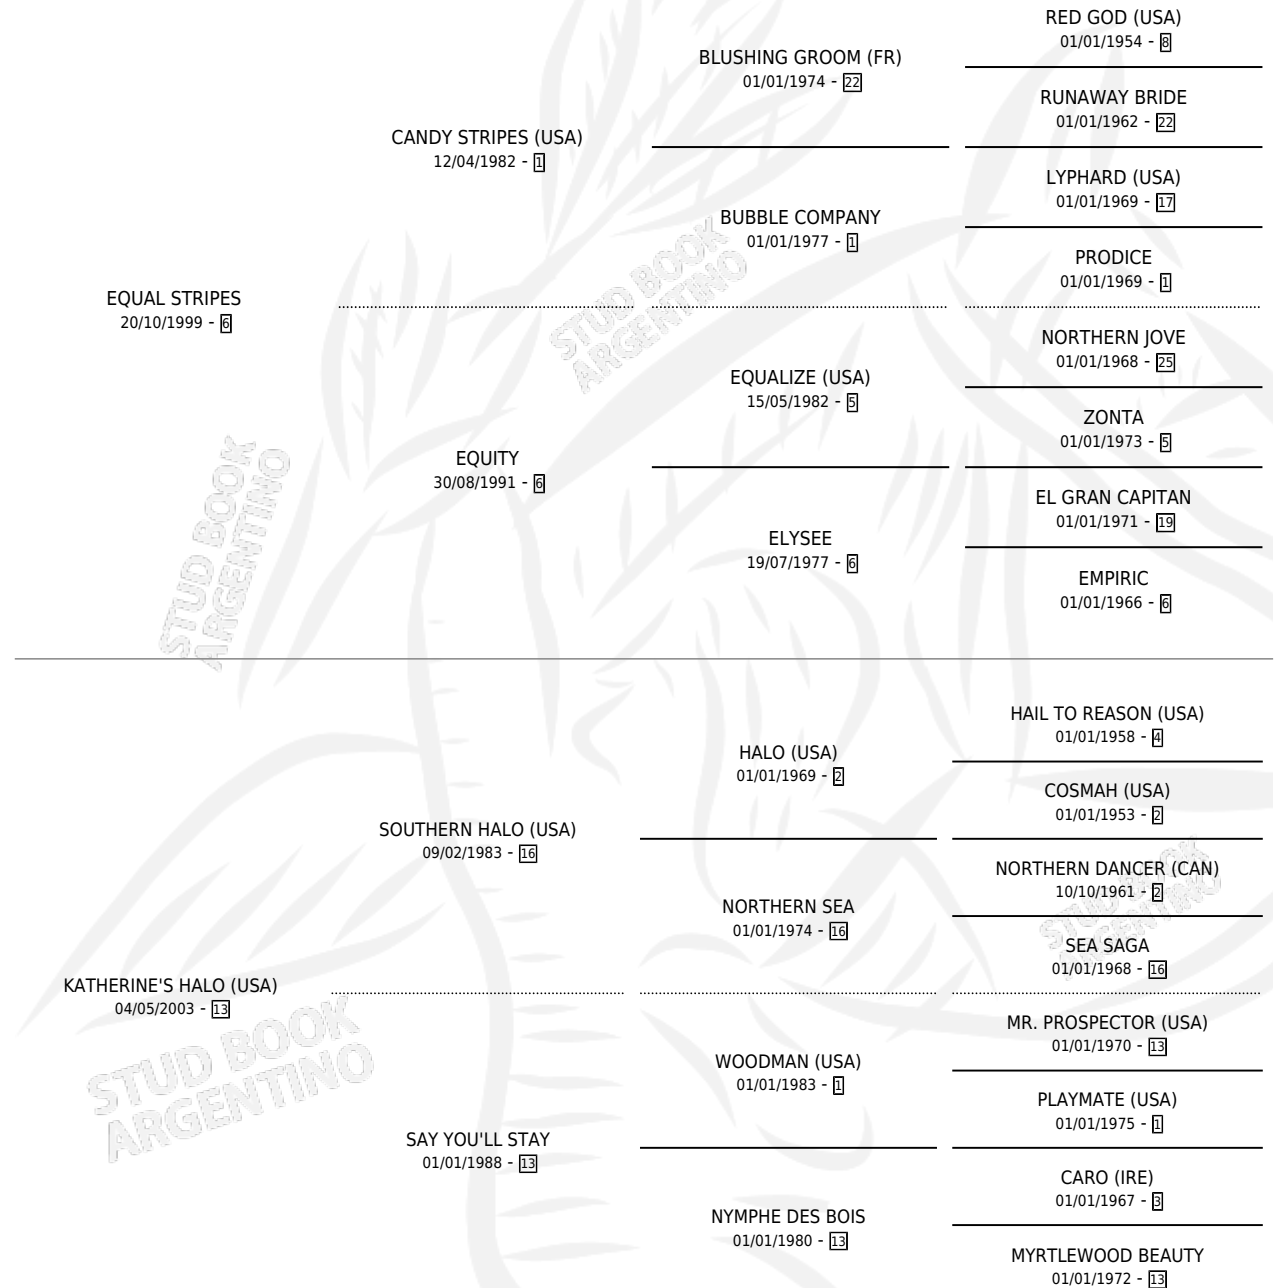 RED GOD (USA)
01/01/1954 - 8
BLUSHING GROOM (FR)
01/01/1974 - 22
RUNAWAY BRIDE
01/01/1962 - 22
CANDY STRIPES (USA)
12/04/1982 - 1
LYPHARD (USA)
01/01/1969 - 17
BUBBLE COMPANY
01/01/1977 - 1
PRODICE
01/01/1969 - 1
STUD BOOK
ARGENTINO
EQUAL STRIPES
20/10/1999 - 6
NORTHERN JOVE
01/01/1968 - 25
EQUALIZE (USA)
15/05/1982 - 5
ZONTA
01/01/1973 - 5
EQUITY
30/08/1991 - 6
EL GRAN CAPITAN
01/01/1971 - 19
ELYSEE
19/07/1977 - 6
EMPIRIC
01/01/1966 - 6
STUD BOOK
ARGENTINO
HAIL TO REASON (USA)
01/01/1958 - 4
HALO (USA)
01/01/1969 - 2
COSMAH (USA)
01/01/1953 - 2
SOUTHERN HALO (USA)
09/02/1983 - 16
NORTHERN DANCER (CAN)
10/10/1961 - 2
NORTHERN SEA
01/01/1974 - 16
SEA SAGA
01/01/1968 - 16
STUD BOOK
ARGENTINO
KATHERINE'S HALO (USA)
04/05/2003 - 13
MR. PROSPECTOR (USA)
01/01/1970 - 13
WOODMAN (USA)
01/01/1983 - 1
PLAYMATE (USA)
01/01/1975 - 1
STUD BOOK
ARGENTINO
SAY YOU'LL STAY
01/01/1988 - 13
CARO (IRE)
01/01/1967 - 3
NYMPHE DES BOIS
01/01/1980 - 13
MYRTLEWOOD BEAUTY
01/01/1972 - 13